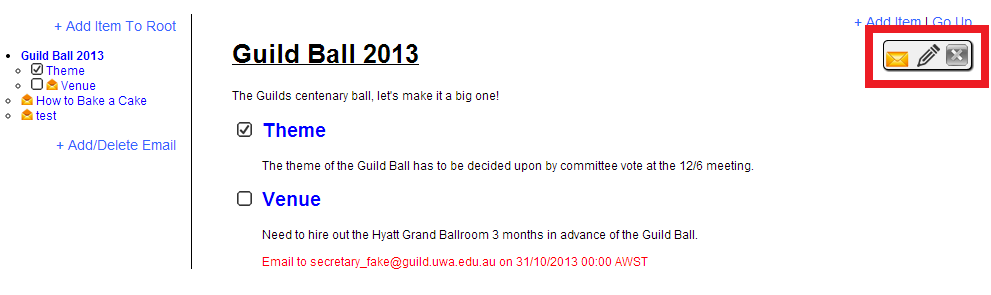 + Add Item To Root
Guild Ball 2013
Theme
Venue
How to Bake a Cake
test
+ Add/Delete Email
+ Add Item | Go Up
Guild Ball 2013
The Guilds centenary ball, let's make it a big one!
Theme
The theme of the Guild Ball has to be decided upon by committee vote at the 12/6 meeting.
Venue
Need to hire out the Hyatt Grand Ballroom 3 months in advance of the Guild Ball.
Email to secretary_fake@guild.uwa.edu.au on 31/10/2013 00:00 AWST